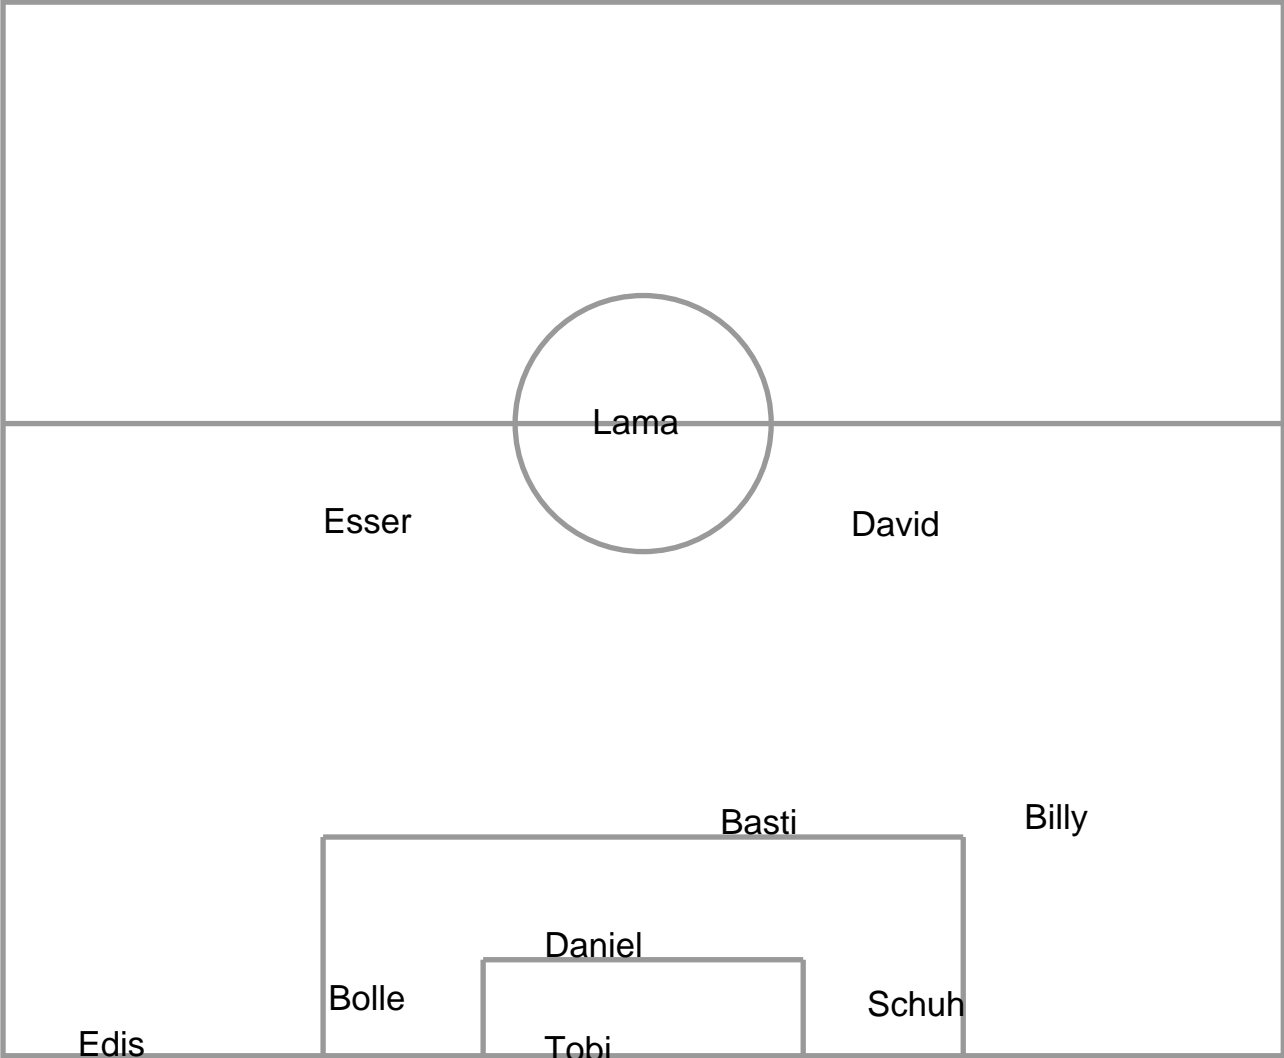 Lama
Esser
David
Basti
Billy
Daniel
Bolle
Schuh
Edis
Tobi